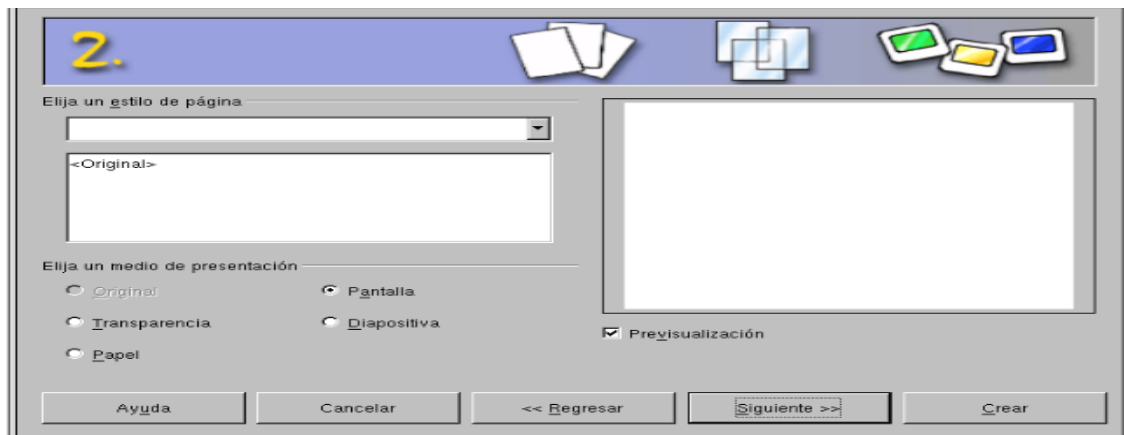 2.
Elija un estilo de página
<Original>
Elija un medio de presentación
Original
Pantalla
Transparencia
Diapositiva
Papel
Previsualización
Ayuda
Cancelar
<< Regresar
Siguiente >>
Crear